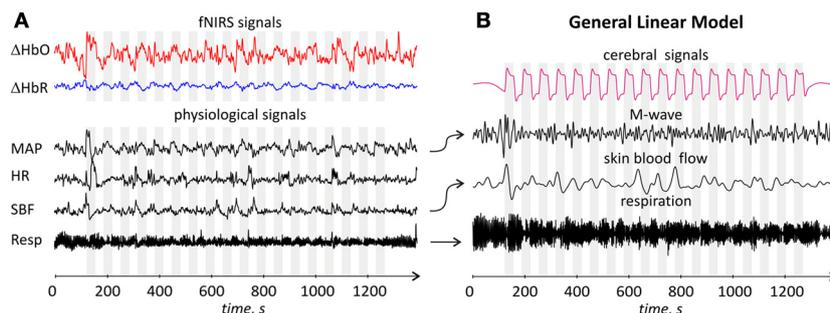 A
fNIRS signals
ΔHbO
ΔHbR
physiological signals
MAP
HR
SBF
Resp
0 200 400 600 800 1000 1200
time, s
B
General Linear Model
cerebral signals
M-wave
skin blood flow
respiration
0 200 400 600 800 1000 1200
time, s